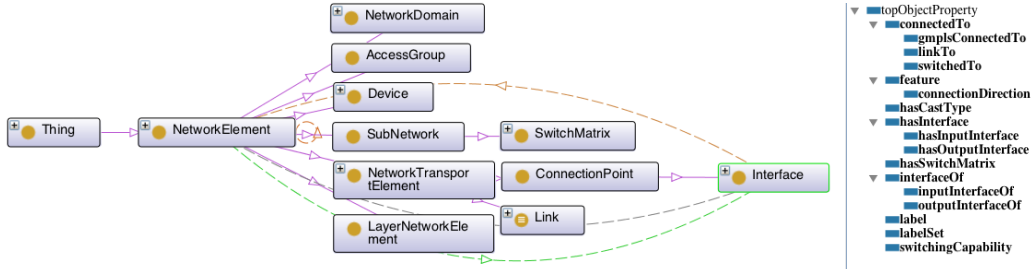 NetworkDomain
AccessGroup
Device
Thing
NetworkElement
SubNetwork
SwitchMatrix
NetworkTranspor
tElement
ConnectionPoint
Interface
Link
LayerNetworkEle
ment
topObjectProperty
connectedTo
gmplsConnectedTo
linkTo
switchedTo
feature
connectionDirection
hasCastType
hasInterface
hasInputInterface
hasOutputInterface
hasSwitchMatrix
interfaceOf
inputInterfaceOf
outputInterfaceOf
label
labelSet
switchingCapability